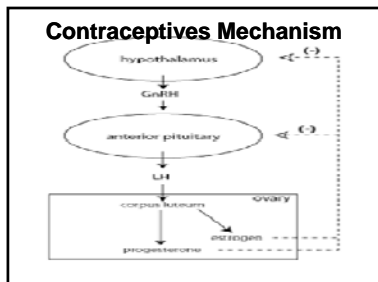 Contraceptives Mechanism
hypothalamus
(-)
GnRH
(-)
anterior pituitary
LH
ovary
corpus luteum
estrogen
progesterone